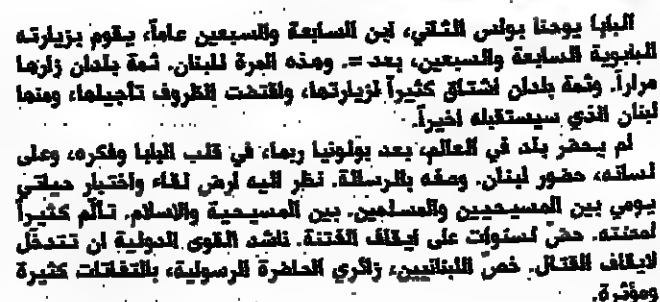 البابا يوحنا بولس الثاني، ابن السابعة والسبعين عاماً، يقوم بزيارته
البابوية السابعة والسبعين، بعد =. وهذه المرة للبنان. ثمة بلدان زارها
مراراً. وثمة بلدان اشتاق كثيراً لزيارتها، واقتضت الظروف تأجيلها، ومنها
لبنان الذي سيستقبله اخيراً.
لم يحضر بلد في العالم، بعد بولونيا ربما، في قلب البابا وفكره، وعلى
لسانه، حضور لبنان. وصفه بالرسالة. نظر اليه ارض لقاء واختبار حياتي
يومي بين المسيحيين والمسلمين. بين المسيحية والاسلام. تألم كثيراً
لمحنته. حضّ لسنوات على ايقاف الفتنة. ناشد القوى الدولية ان تتدخّل
لايقاف القتال. خصّ اللبنانيين، زائري الحاضرة الرسولية، بالتفاتات كثيرة
ومؤثرة.